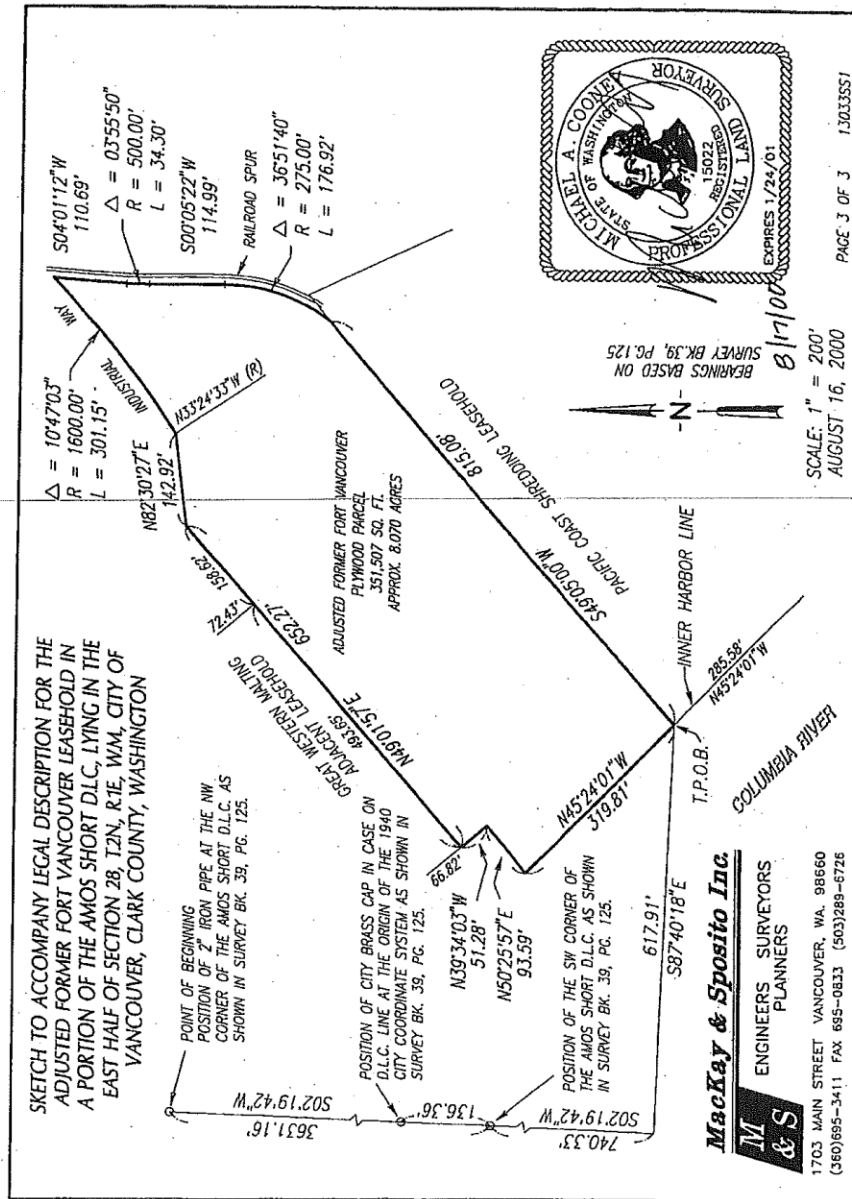 SKETCH TO ACCOMPANY LEGAL DESCRIPTION FOR THE
ADJUSTED FORMER FORT VANCOUVER LEASEHOLD IN
A PORTION OF THE AMOS SHORT D.L.C, LYING IN THE
EAST HALF OF SECTION 28, T2N, R1E, W.M., CITY OF
VANCOUVER, CLARK COUNTY, WASHINGTON
POINT OF BEGINNING
POSITION OF 2" IRON PIPE AT THE NW
CORNER OF THE AMOS SHORT D.L.C. AS
SHOWN IN SURVEY BK. 39, PG. 125.
3631.16'
S02°19'42"W
POSITION OF CITY BRASS CAP IN CASE ON
D.L.C. LINE AT THE ORIGIN OF THE 1940
CITY COORDINATE SYSTEM AS SHOWN IN
SURVEY BK. 39, PG. 125.
136.36'
POSITION OF THE SW CORNER OF
THE AMOS SHORT D.L.C. AS SHOWN
IN SURVEY BK. 39, PG. 125.
740.33'
S02°19'42"W
617.91'
S87°40'18"E
T.P.O.B.
INNER HARBOR LINE
285.58'
N45°24'01"W
COLUMBIA RIVER
N45°24'01"W
319.81'
N50°25'57"E
93.59'
N39°34'03"W
51.28'
66.82'
GREAT WESTERN MALTING
ADJACENT LEASEHOLD
493.65'
N49°01'57"E
652.27'
72.43'
158.62'
N82°30'27"E
142.92'
Δ = 10°47'03"
R = 1600.00'
L = 301.15'
INDUSTRIAL WAY
N33°24'33"W (R)
S04°01'12"W
110.69'
Δ = 03°55'50"
R = 500.00'
L = 34.30'
S00°05'22"W
114.99'
RAILROAD SPUR
Δ = 36°51'40"
R = 275.00'
L = 176.92'
ADJUSTED FORMER FORT VANCOUVER
PLYWOOD PARCEL
351,507 SQ. FT.
APPROX. 8.070 ACRES
815.08'
S49°05'00"W
PACIFIC COAST SHREDDING LEASEHOLD
N
BEARINGS BASED ON
SURVEY BK.39, PG.125
MICHAEL A. COONEY
STATE OF WASHINGTON
15022
REGISTERED
PROFESSIONAL LAND SURVEYOR
EXPIRES 1/24/01
8/17/00
SCALE: 1" = 200'
AUGUST 16, 2000
PAGE 3 OF 3 13033SS1
M & S
MacKay & Sposito Inc.
ENGINEERS SURVEYORS
PLANNERS
1703 MAIN STREET VANCOUVER, WA. 98660
(360)695-3411 FAX 695-0833 (503)289-6726